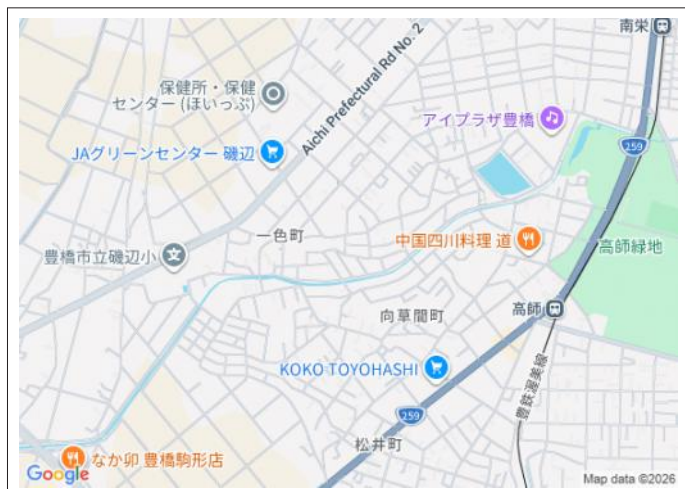 南栄
保健所・保健
センター (ほいっぷ)
Aichi Prefectural Rd No. 2
アイプラザ豊橋
259
JAグリーンセンター 磯辺
一色町
豊橋市立磯辺小
中国四川料理 道
高師緑地
高師
向草間町
KOKO TOYOHASHI
豊鉄渥美線
259
松井町
なか卯 豊橋駒形店
Google
Map data ©2026